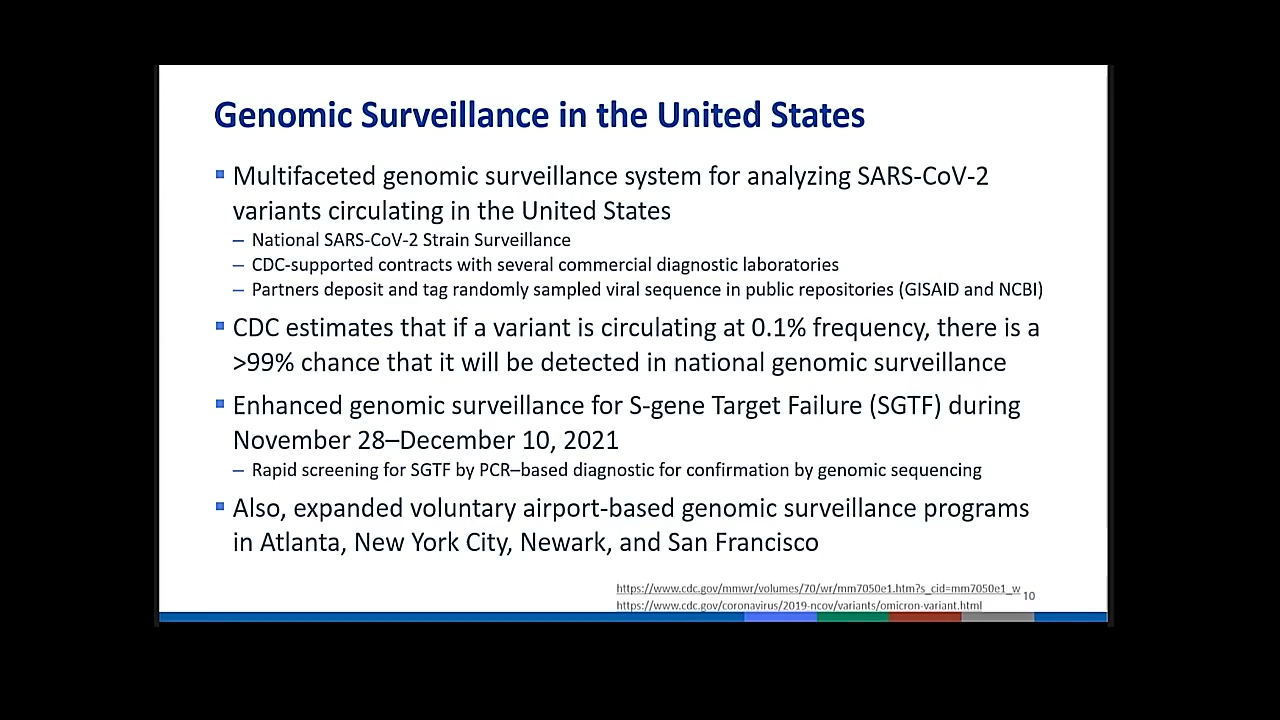 Genomic Surveillance in the United States
Multifaceted genomic surveillance system for analyzing SARS-CoV-2
variants circulating in the United States
– National SARS-CoV-2 Strain Surveillance
– CDC-supported contracts with several commercial diagnostic laboratories
– Partners deposit and tag randomly sampled viral sequence in public repositories (GISAID and NCBI)
CDC estimates that if a variant is circulating at 0.1% frequency, there is a
>99% chance that it will be detected in national genomic surveillance
Enhanced genomic surveillance for S-gene Target Failure (SGTF) during
November 28–December 10, 2021
– Rapid screening for SGTF by PCR–based diagnostic for confirmation by genomic sequencing
Also, expanded voluntary airport-based genomic surveillance programs
in Atlanta, New York City, Newark, and San Francisco
https://www.cdc.gov/mmwr/volumes/70/wr/mm7050e1.htm?s_cid=mm7050e1_w
10
https://www.cdc.gov/coronavirus/2019-ncov/variants/omicron-variant.html